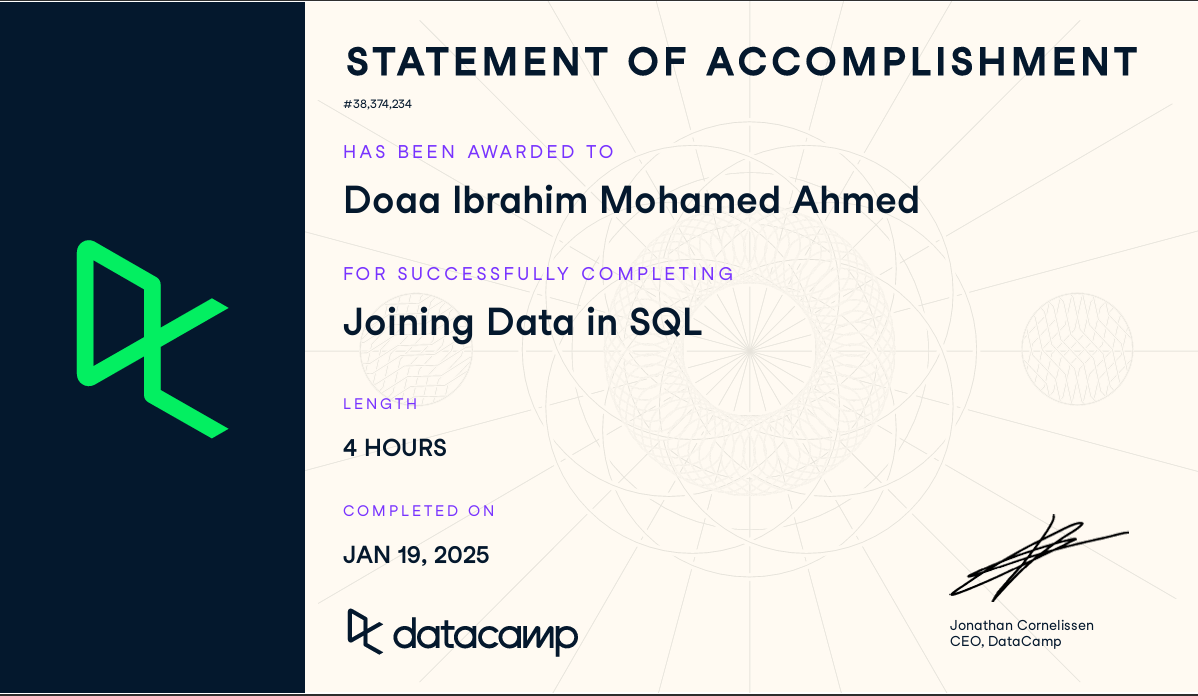 STATEMENT OF ACCOMPLISHMENT
#38,374,234
HAS BEEN AWARDED TO
Doaa Ibrahim Mohamed Ahmed
FOR SUCCESSFULLY COMPLETING
Joining Data in SQL
LENGTH
4 HOURS
COMPLETED ON
JAN 19, 2025
datacamp
Jonathan Cornelissen
CEO, DataCamp